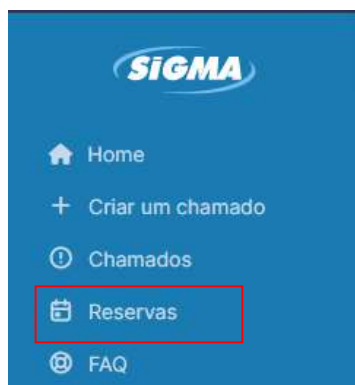 SiGMA
Home
Criar um chamado
Chamados
Reservas
FAQ